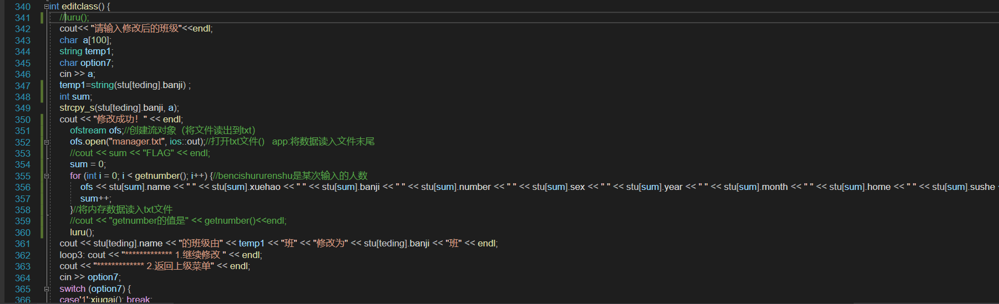 340 int editclass() {
341 //luru();
342 cout<< "请输入修改后的班级"<<endl;
343 char  a[100];
344 string temp1;
345 char option7;
346 cin >> a;
347 temp1=string(stu[teding].banji) ;
348 int sum;
349 strcpy_s(stu[teding].banji, a);
350 cout << "修改成功！" << endl;
351 ofstream ofs;//创建流对象（将文件读出到txt）
352 ofs.open("manager.txt", ios::out);//打开txt文件()   app:将数据读入文件末尾
353 //cout << sum << "FLAG" << endl;
354 sum = 0;
355 for (int i = 0; i < getnumber(); i++) {//bencishururenshu是某次输入的人数
356 ofs << stu[sum].name << " " << stu[sum].xuehao << " " << stu[sum].banji << " " << stu[sum].number << " " << stu[sum].sex << " " << stu[sum].year << " " << stu[sum].month << " " << stu[sum].home << " " << stu[sum].sushe <
357 sum++;
358 }//将内存数据读入txt文件
359 //cout << "getnumber的值是" << getnumber()<<endl;
360 luru();
361 cout << stu[teding].name << "的班级由" << temp1 << "班" << "修改为" << stu[teding].banji << "班" << endl;
362 loop3: cout << "************* 1.继续修改 " << endl;
363 cout << "************* 2.返回上级菜单" << endl;
364 cin >> option7;
365 switch (option7) {
366 case'1':xiugai(); break;